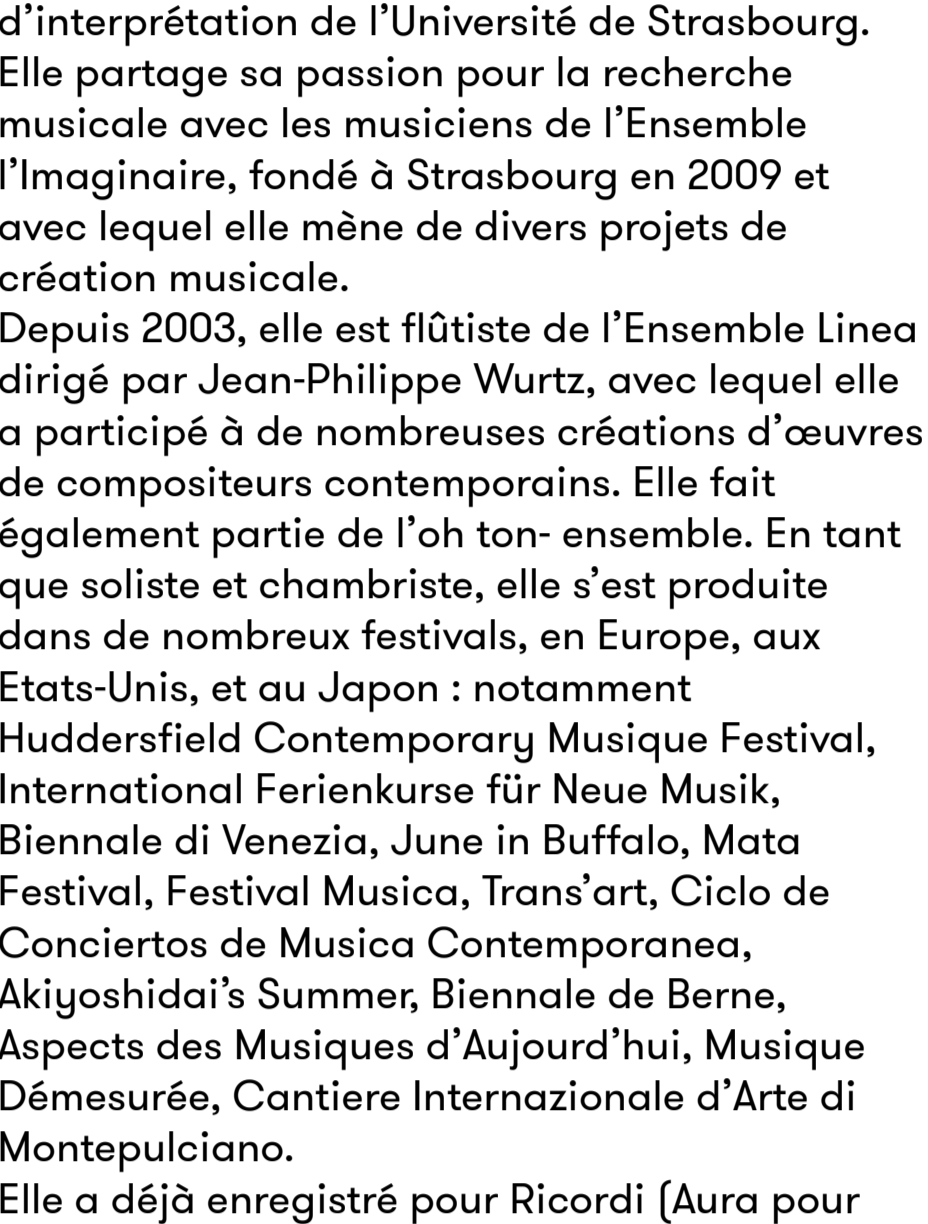 d’interprétation de l’Université de Strasbourg.
Elle partage sa passion pour la recherche
musicale avec les musiciens de l’Ensemble
l’Imaginaire, fondé à Strasbourg en 2009 et
avec lequel elle mène de divers projets de
création musicale.
Depuis 2003, elle est flûtiste de l’Ensemble Linea
dirigé par Jean-Philippe Wurtz, avec lequel elle
a participé à de nombreuses créations d’œuvres
de compositeurs contemporains. Elle fait
également partie de l’oh ton- ensemble. En tant
que soliste et chambriste, elle s’est produite
dans de nombreux festivals, en Europe, aux
Etats-Unis, et au Japon : notamment
Huddersfield Contemporary Musique Festival,
International Ferienkurse für Neue Musik,
Biennale di Venezia, June in Buffalo, Mata
Festival, Festival Musica, Trans’art, Ciclo de
Conciertos de Musica Contemporanea,
Akiyoshidai’s Summer, Biennale de Berne,
Aspects des Musiques d’Aujourd’hui, Musique
Démesurée, Cantiere Internazionale d’Arte di
Montepulciano.
Elle a déjà enregistré pour Ricordi (Aura pour